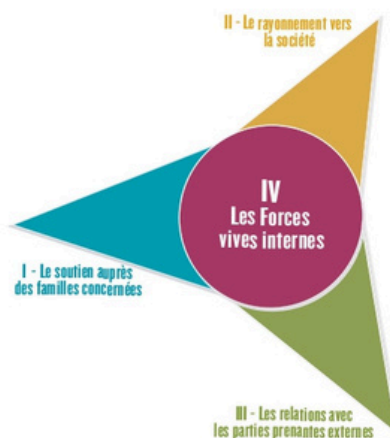 II - Le rayonnement vers
la société
IV
Les Forces
vives internes
I - Le soutien auprès
des familles concernées
III - Les relations avec
les parties prenantes externes